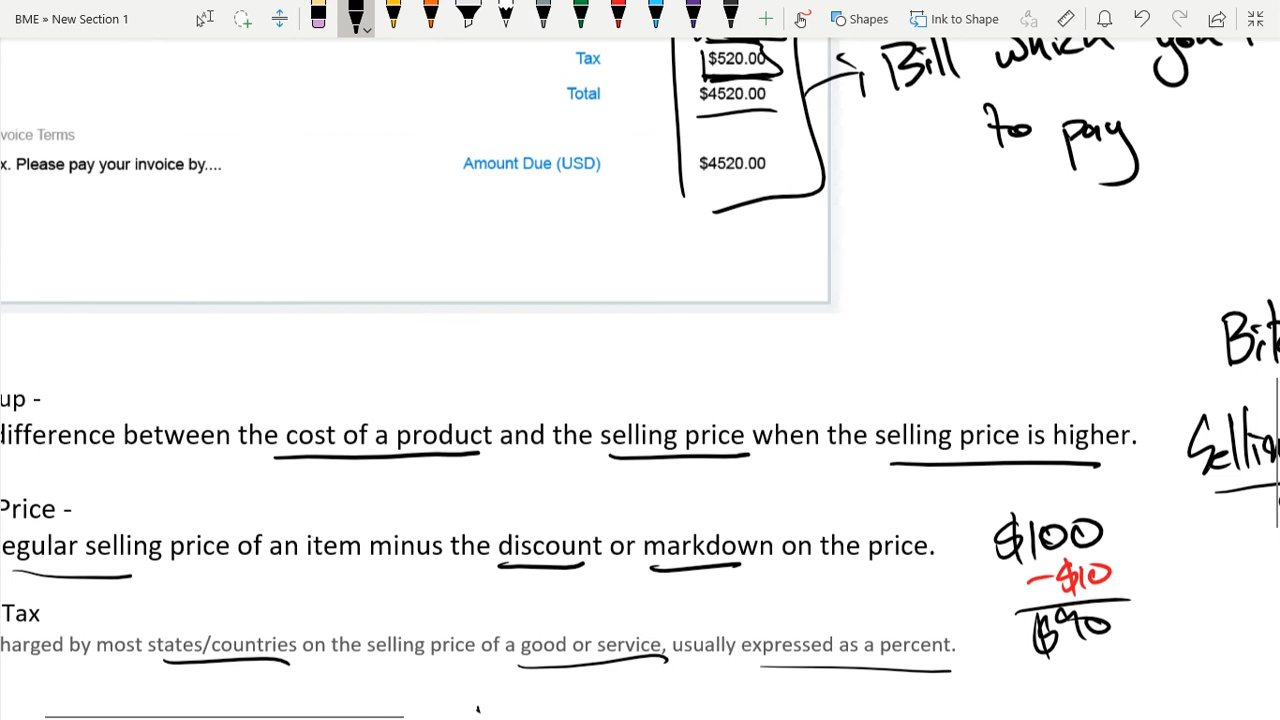 BME » New Section 1
Shapes
Ink to Shape
Tax $520.00
Total $4520.00
Bill which you
to pay
voice Terms
x. Please pay your invoice by.... Amount Due (USD) $4520.00
up -
difference between the cost of a product and the selling price when the selling price is higher.
Price -
egular selling price of an item minus the discount or markdown on the price.
$100
-$10
$90
Tax
harged by most states/countries on the selling price of a good or service, usually expressed as a percent.